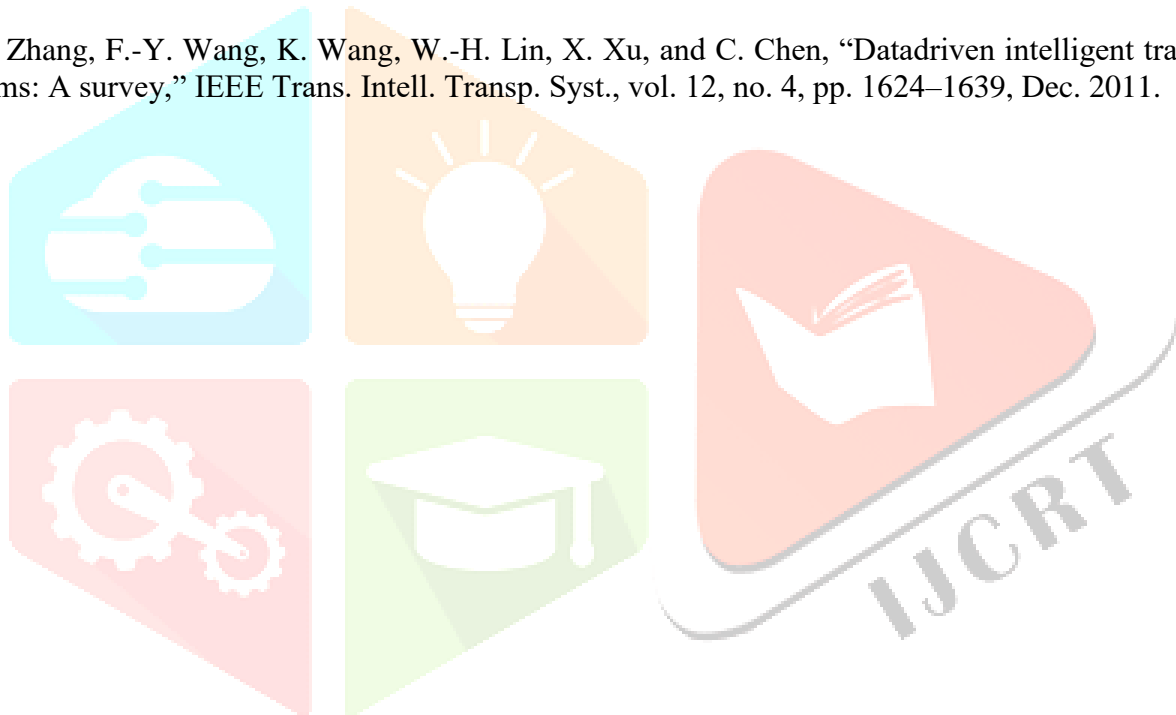 Zhang, F.-Y. Wang, K. Wang, W.-H. Lin, X. Xu, and C. Chen, “Datadriven intelligent tra
ms: A survey,” IEEE Trans. Intell. Transp. Syst., vol. 12, no. 4, pp. 1624–1639, Dec. 2011.
IJCRT